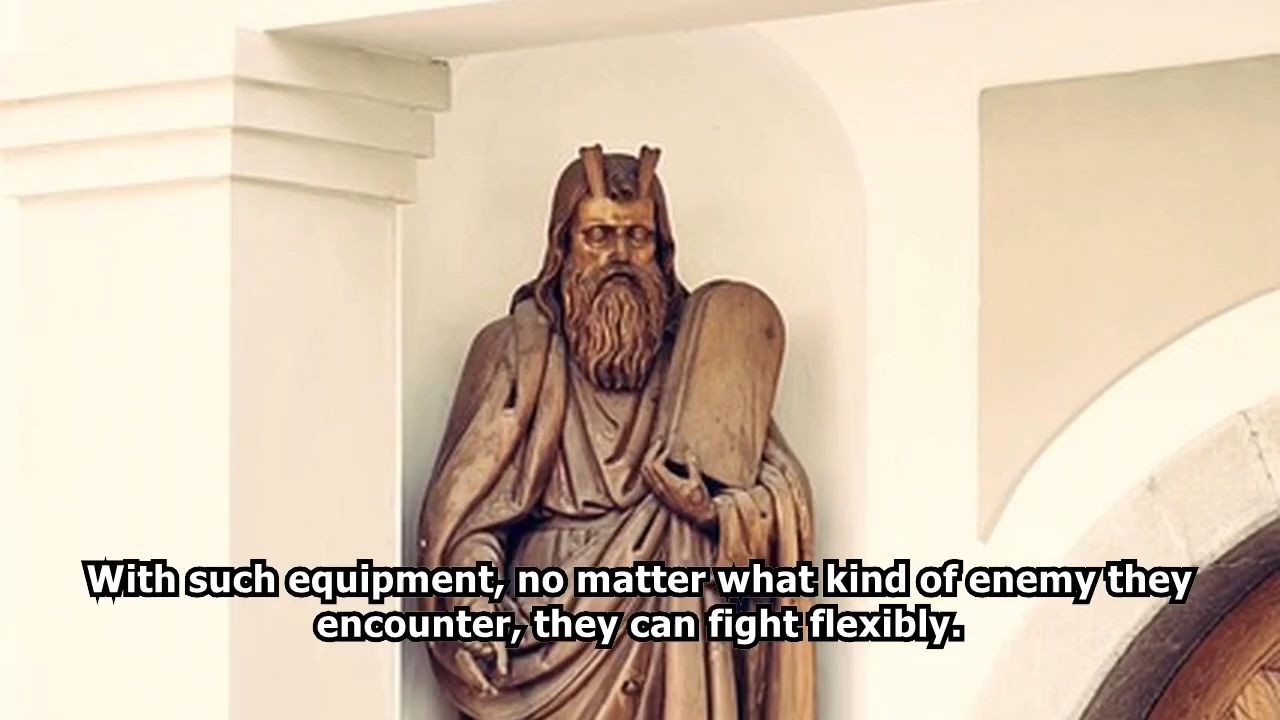 With such equipment, no matter what kind of enemy they
encounter, they can fight flexibly.